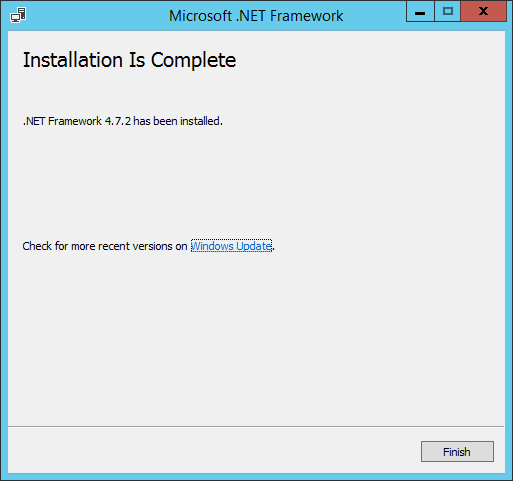 Microsoft .NET Framework
Installation Is Complete
.NET Framework 4.7.2 has been installed.
Check for more recent versions on Windows Update.
Finish